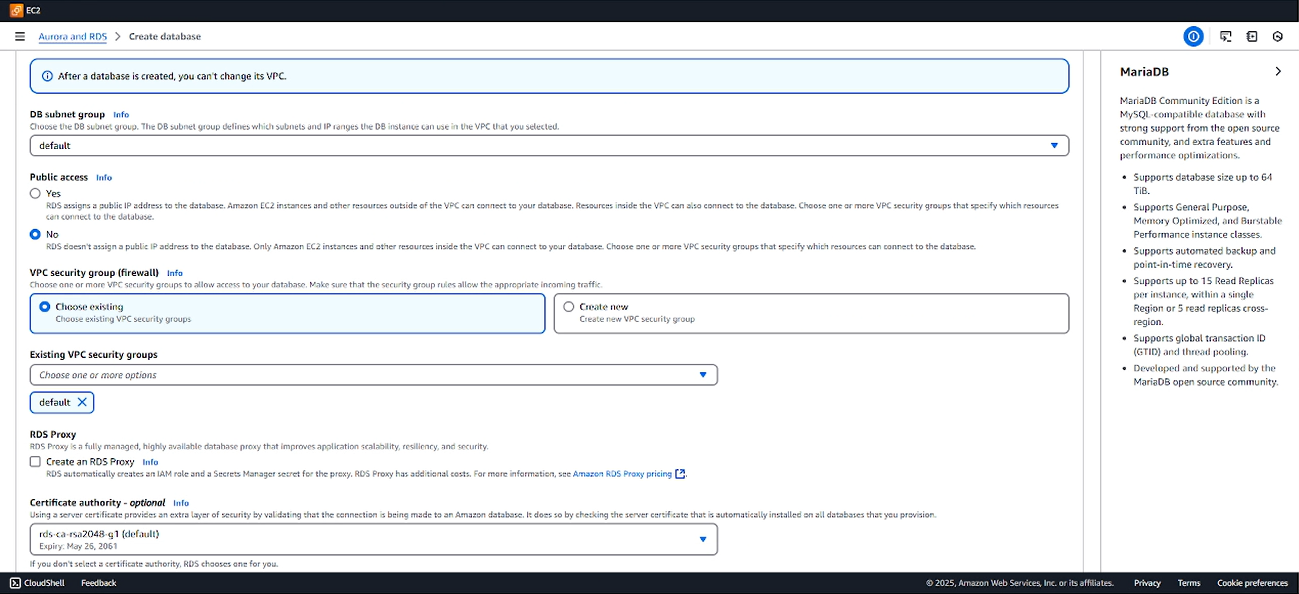 EC2
Aurora and RDS > Create database
After a database is created, you can't change its VPC.
DB subnet group Info
Choose the DB subnet group. The DB subnet group defines which subnets and IP ranges the DB instance can use in the VPC that you selected.
default
Public access Info
Yes
RDS assigns a public IP address to the database. Amazon EC2 instances and other resources outside of the VPC can connect to your database. Resources inside the VPC can also connect to the database. Choose one or more VPC security groups that specify which resources
can connect to the database.
No
RDS doesn't assign a public IP address to the database. Only Amazon EC2 instances and other resources inside the VPC can connect to your database. Choose one or more VPC security groups that specify which resources can connect to the database.
VPC security group (firewall) Info
Choose one or more VPC security groups to allow access to your database. Make sure that the security group rules allow the appropriate incoming traffic.
Choose existing
Choose existing VPC security groups
Create new
Create new VPC security group
Existing VPC security groups
Choose one or more options
default
RDS Proxy
RDS Proxy is a fully managed, highly available database proxy that improves application scalability, resiliency, and security.
Create an RDS Proxy Info
RDS automatically creates an IAM role and a Secrets Manager secret for the proxy. RDS Proxy has additional costs. For more information, see Amazon RDS Proxy pricing.
Certificate authority - optional Info
Using a server certificate provides an extra layer of security by validating that the connection is being made to an Amazon database. It does so by checking the server certificate that is automatically installed on all databases that you provision.
rds-ca-rsa2048-g1 (default)
Expiry: May 26, 2061
If you don't select a certificate authority, RDS chooses one for you.
MariaDB
MariaDB Community Edition is a
MySQL-compatible database with
strong support from the open source
community, and extra features and
performance optimizations.
• Supports database size up to 64
TiB.
• Supports General Purpose,
Memory Optimized, and Burstable
Performance instance classes.
• Supports automated backup and
point-in-time recovery.
• Supports up to 15 Read Replicas
per instance, within a single
Region or 5 read replicas cross-
region.
• Supports global transaction ID
(GTID) and thread pooling.
• Developed and supported by the
MariaDB open source community.
CloudShell Feedback
© 2025, Amazon Web Services, Inc. or its affiliates. Privacy Terms Cookie preferences